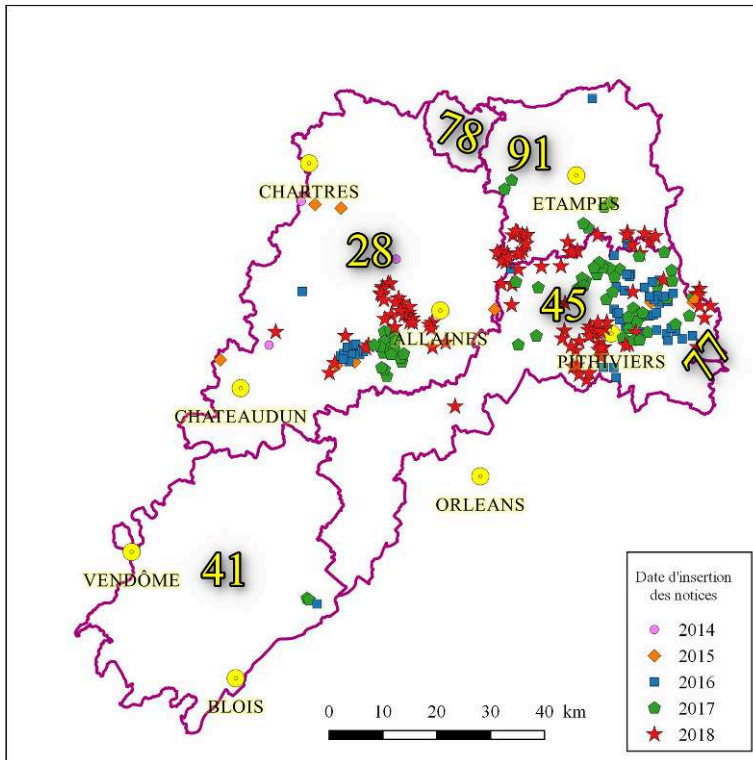 78
91
CHARTRES
ETAMPES
28
45
ALLAINES
PITHIVIERS
77
CHATEAUDUN
ORLEANS
41
VENDÔME
BLOIS
0 10 20 30 40 km
Date d'insertion
des notices
2014
2015
2016
2017
2018